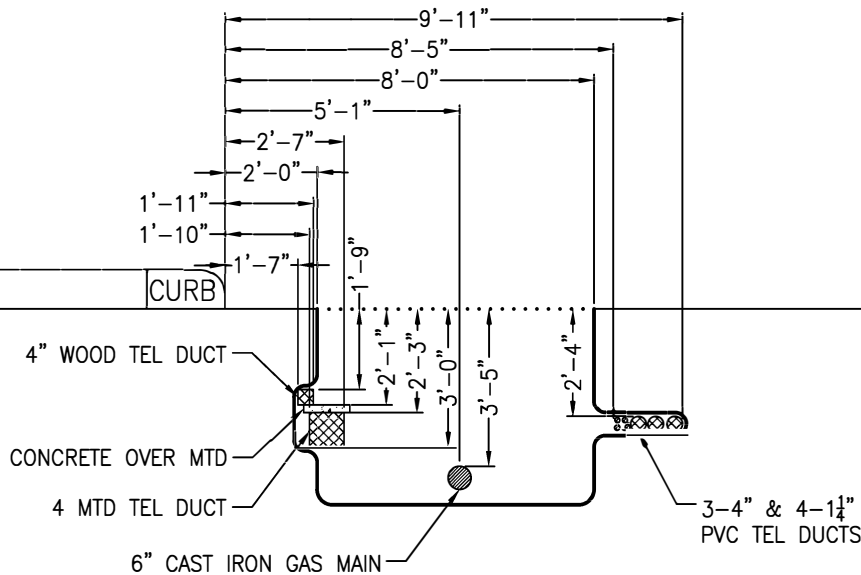 9'-11"
8'-5"
8'-0"
5'-1"
2'-7"
2'-0"
1'-11"
1'-10"
1'-7"
1'-9"
CURB
2'-1"
2'-3"
3'-0"
3'-5"
2'-4"
4" WOOD TEL DUCT
CONCRETE OVER MTD
4 MTD TEL DUCT
6" CAST IRON GAS MAIN
3-4" & 4-1¼"
PVC TEL DUCTS